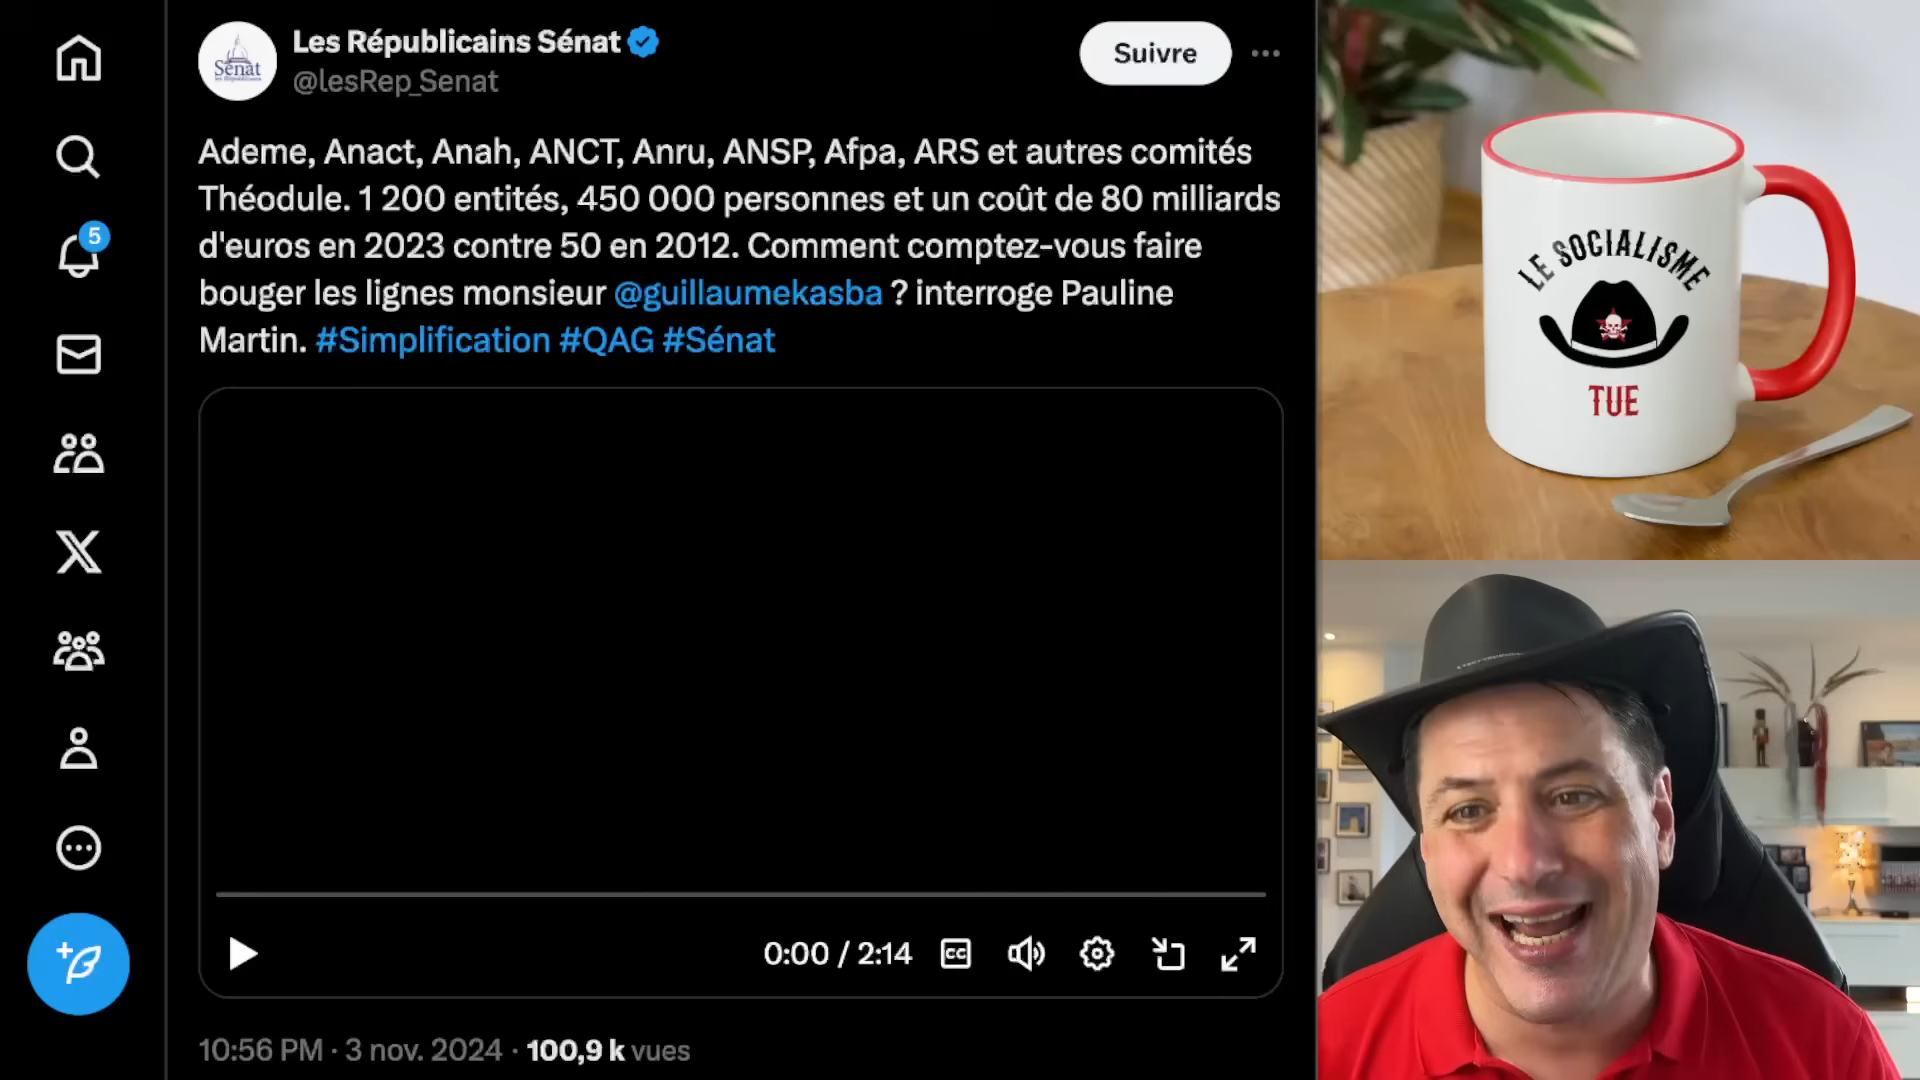 Les Républicains Sénat
@lesRep_Senat
Suivre
Sénat
5
Ademe, Anact, Anah, ANCT, Anru, ANSP, Afpa, ARS et autres comités
Théodule. 1 200 entités, 450 000 personnes et un coût de 80 milliards
d'euros en 2023 contre 50 en 2012. Comment comptez-vous faire
bouger les lignes monsieur @guillaumekasba ? interroge Pauline
Martin. #Simplification #QAG #Sénat
0:00 / 2:14
CC
10:56 PM · 3 nov. 2024 · 100,9 k vues
LE SOCIALISME
TUE